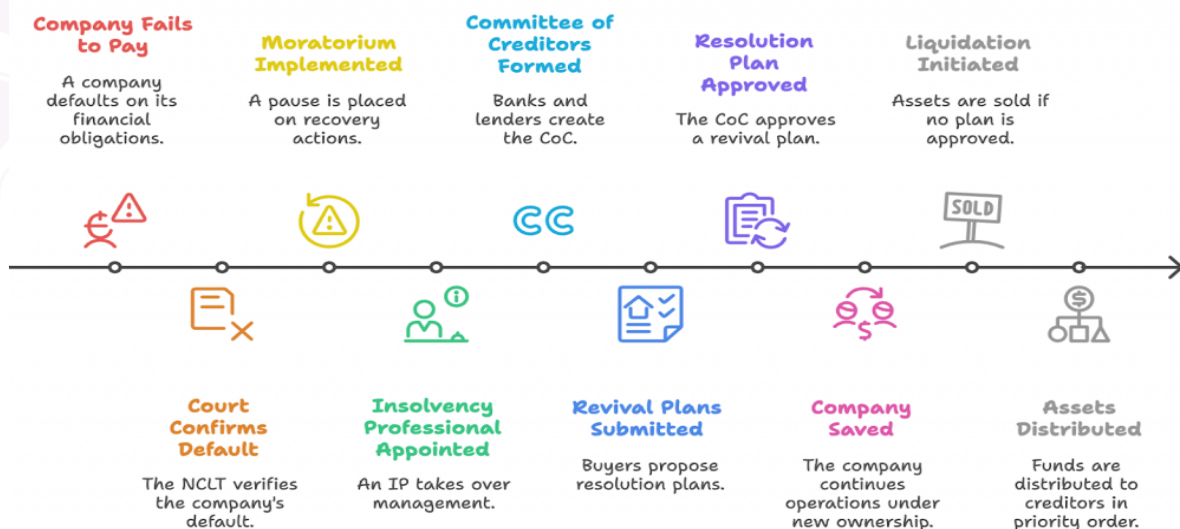 Company Fails
to Pay
A company
defaults on its
financial
obligations.
Moratorium
Implemented
A pause is placed
on recovery
actions.
Committee of
Creditors
Formed
Banks and
lenders create
the CoC.
Resolution
Plan
Approved
The CoC approves
a revival plan.
Liquidation
Initiated
Assets are sold if
no plan is
approved.
CC
SOLD
Court
Confirms
Default
The NCLT verifies
the company's
default.
Insolvency
Professional
Appointed
An IP takes over
management.
Revival Plans
Submitted
Buyers propose
resolution plans.
Company
Saved
The company
continues
operations under
new ownership.
Assets
Distributed
Funds are
distributed to
creditors in
priority order.